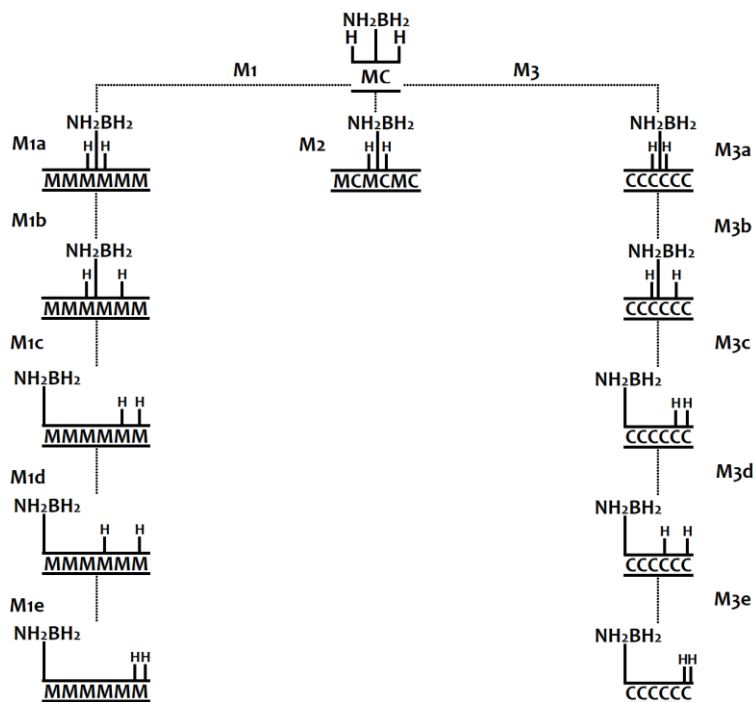 NH₂BH₂
H H
M1 MC M3
NH₂BH₂ NH₂BH₂ NH₂BH₂
M1a H H M2 H H H H M3a
MMMMMM MCMCMC CCCCCC
M1b M3b
NH₂BH₂ NH₂BH₂
H H H H
MMMMMM CCCCCC
M1c M3c
NH₂BH₂ NH₂BH₂
H H H H
MMMMMM CCCCCC
M1d M3d
NH₂BH₂ NH₂BH₂
H H H H
MMMMMM CCCCCC
M1e M3e
NH₂BH₂ NH₂BH₂
HH HH
MMMMMM CCCCCC